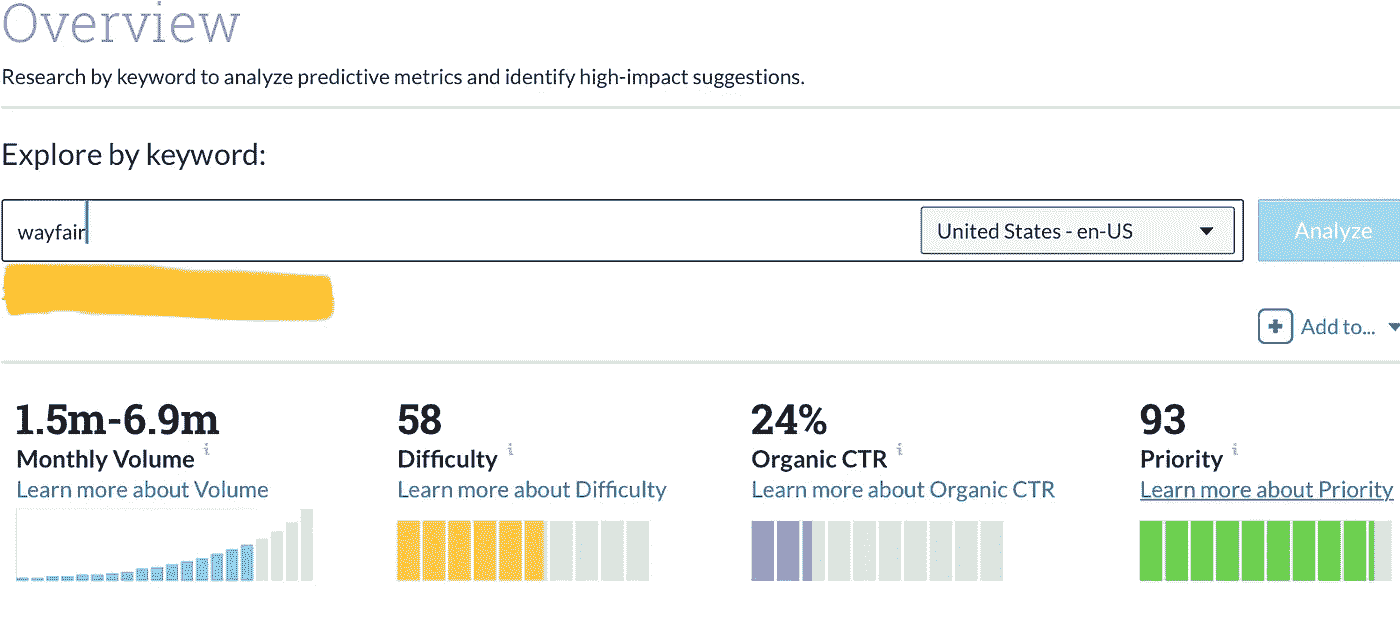 Overview
Research by keyword to analyze predictive metrics and identify high-impact suggestions.
Explore by keyword:
wayfair
United States - en-US
Analyze
Add to...
1.5m-6.9m
Monthly Volume i
Learn more about Volume
58
Difficulty i
Learn more about Difficulty
24%
Organic CTR i
Learn more about Organic CTR
93
Priority i
Learn more about Priority